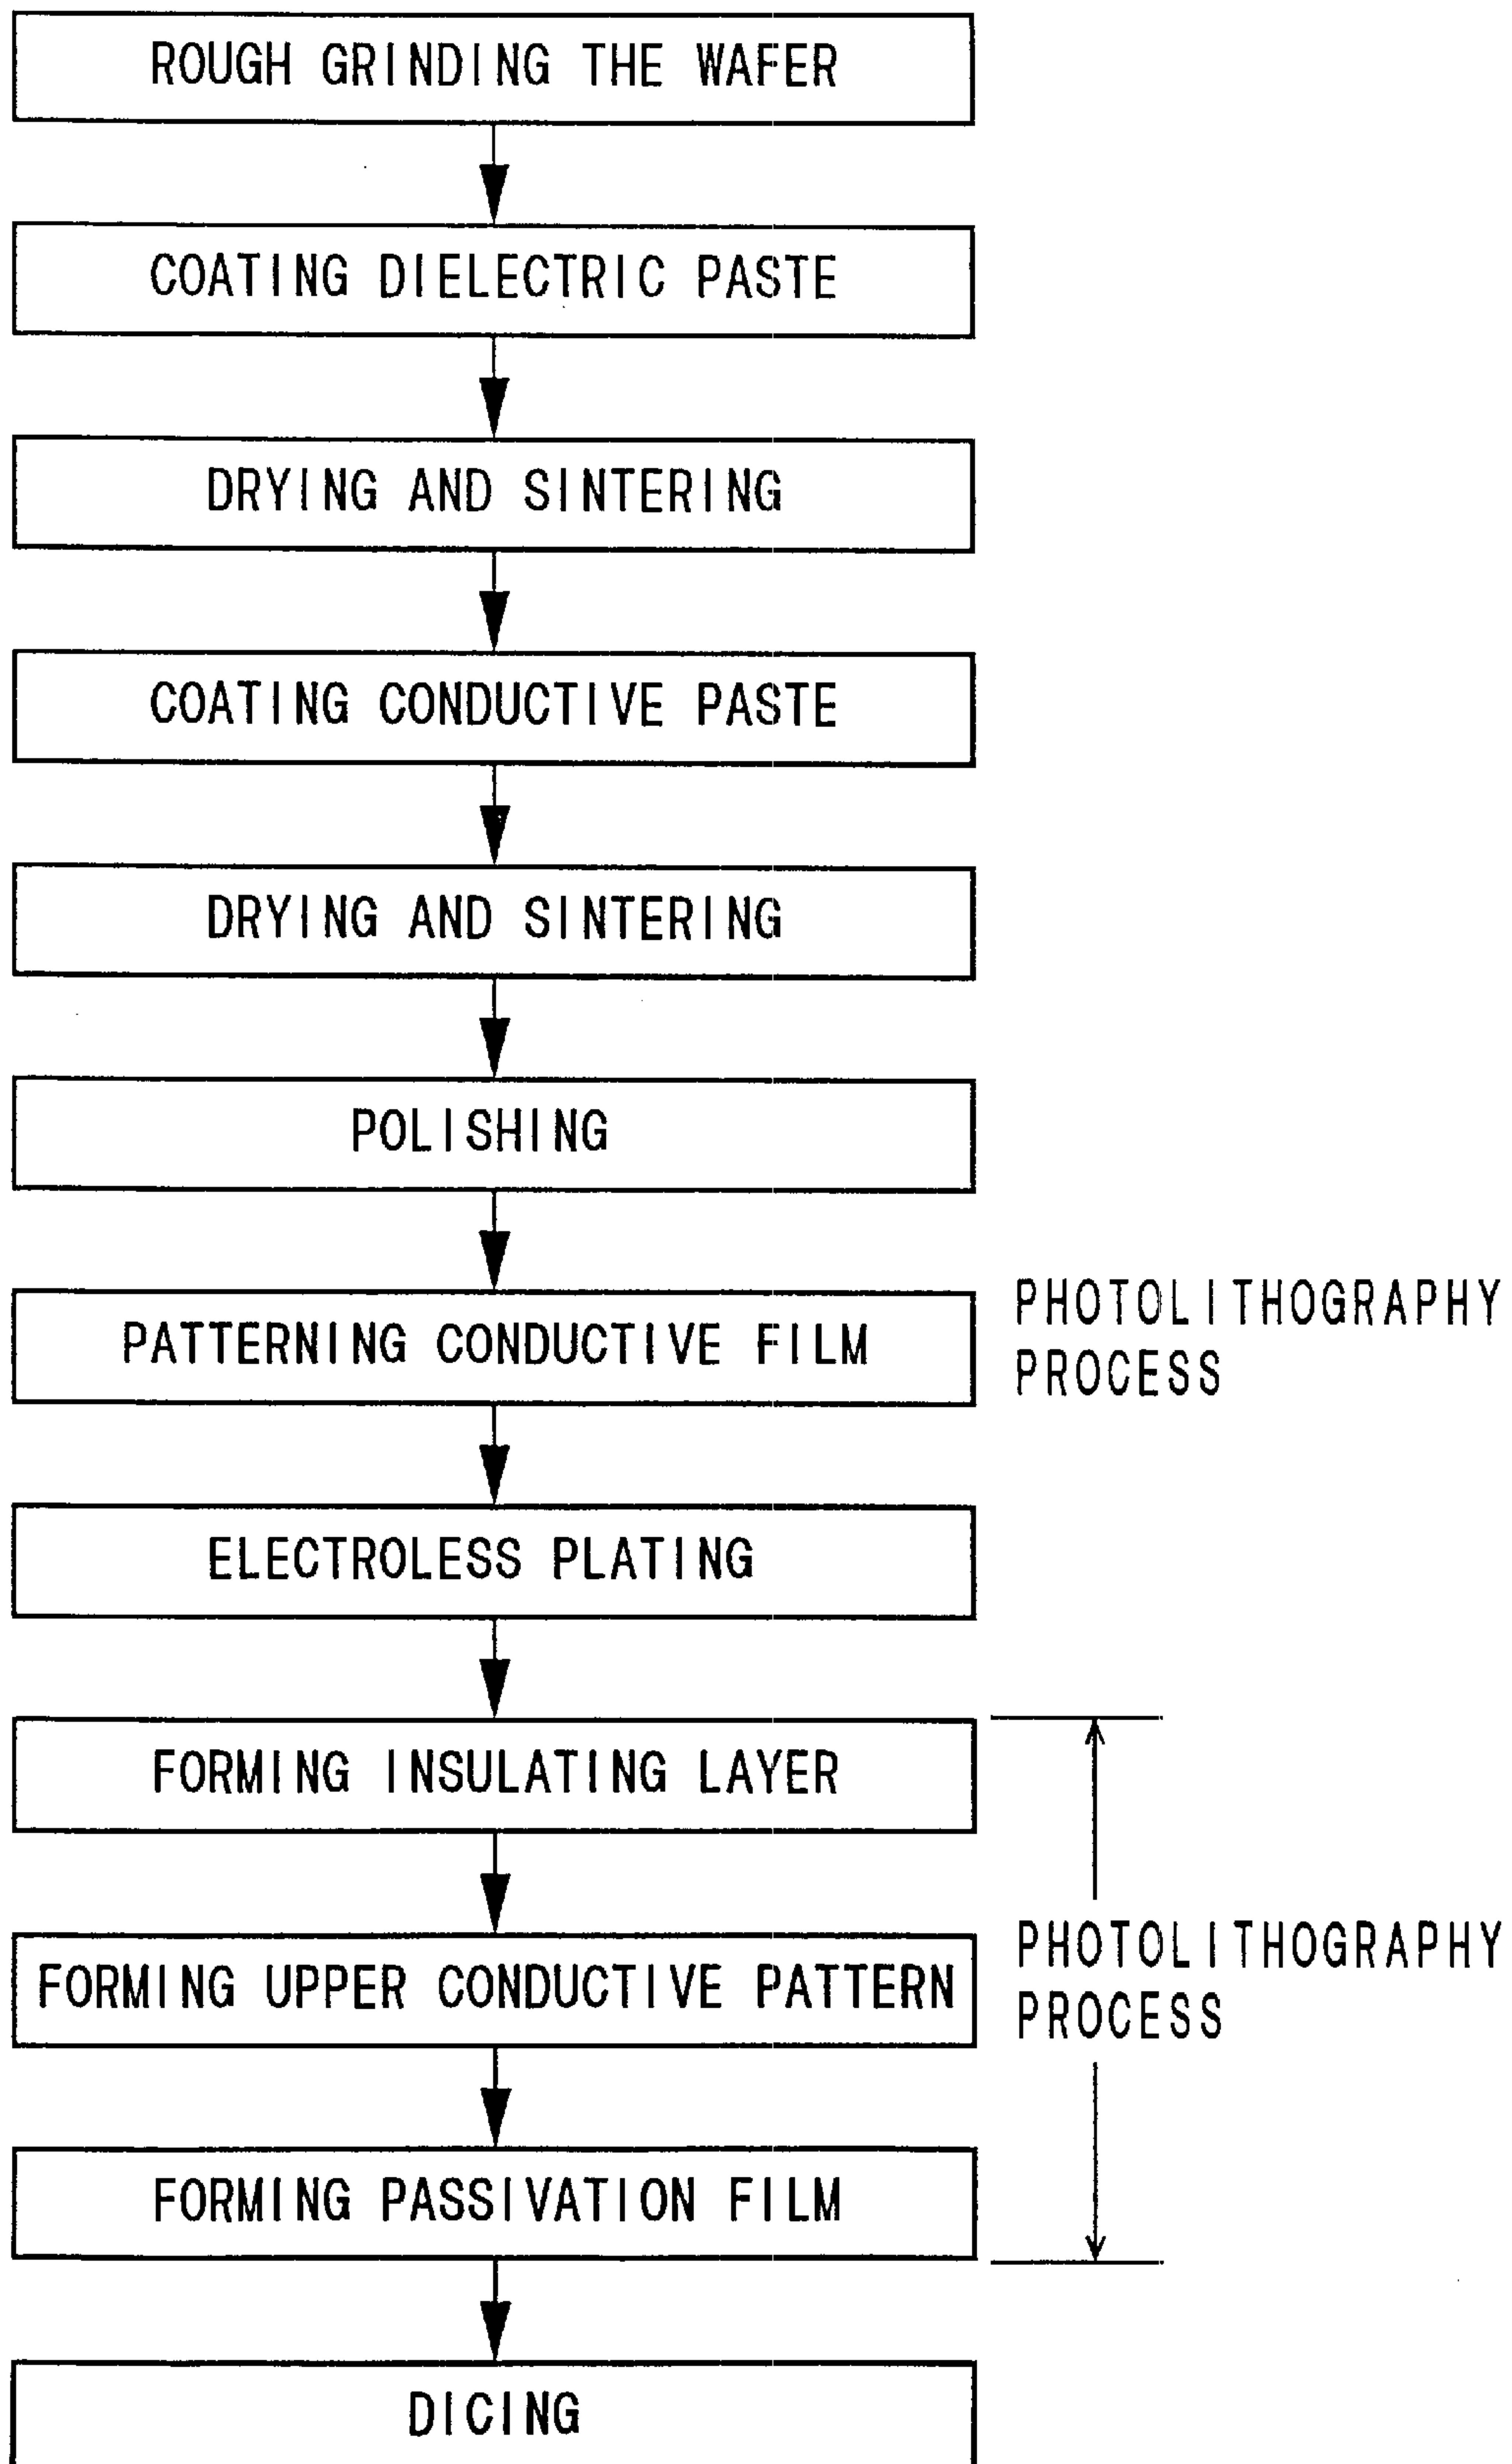 ROUGH GRINDING THE WAFER
COATING DIELECTRIC PASTE
DRYING AND SINTERING
COATING CONDUCTIVE PASTE
DRYING AND SINTERING
POLISHING
PATTERNING CONDUCTIVE FILM
PHOTOLITHOGRAPHY
PROCESS
ELECTROLESS PLATING
FORMING INSULATING LAYER
FORMING UPPER CONDUCTIVE PATTERN
PHOTOLITHOGRAPHY
PROCESS
FORMING PASSIVATION FILM
DICING